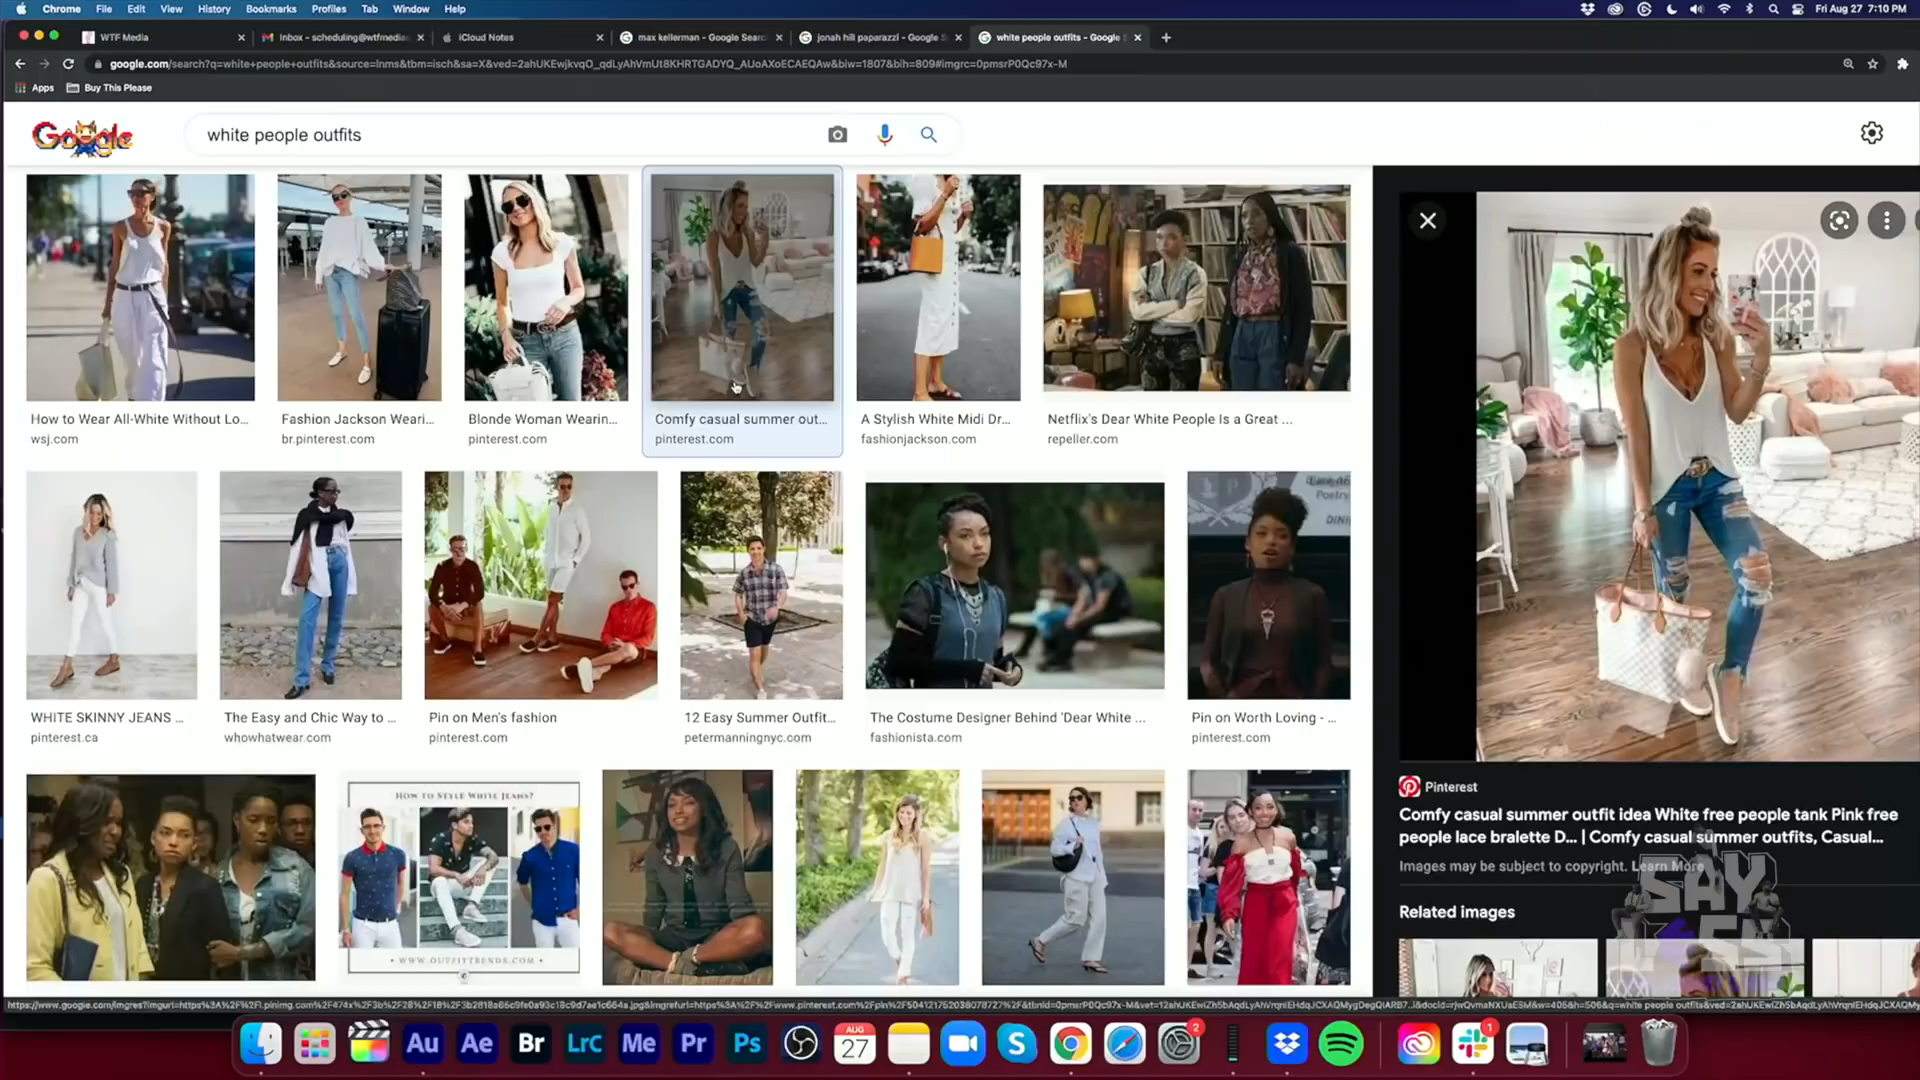 Chrome File Edit View History Bookmarks Profiles Tab Window Help
Fri Aug 27 7:10 PM
WTF Media
Inbox - scheduling@wtfmedia
iCloud Notes
max kellerman - Google Sear
jonah hill paparazzi - Google S
white people outfits - Google S
Apps
Buy This Please
Google
white people outfits
How to Wear All-White Without Lo...
wsj.com
Fashion Jackson Weari...
br.pinterest.com
Blonde Woman Wearin...
pinterest.com
Comfy casual summer out...
pinterest.com
A Stylish White Midi Dr...
fashionjackson.com
Netflix's Dear White People Is a Great ...
repeller.com
WHITE SKINNY JEANS ...
pinterest.ca
The Easy and Chic Way to ...
whowhatwear.com
Pin on Men's fashion
pinterest.com
12 Easy Summer Outfit...
petermanningnyc.com
The Costume Designer Behind 'Dear White ...
fashionista.com
Pin on Worth Loving - ...
pinterest.com
HOW TO STYLE WHITE JEANS?
• WWW.OUTFITTRENDS.COM •
Pinterest
Comfy casual summer outfit idea White free people tank Pink free
people lace bralette D... | Comfy casual summer outfits, Casual...
Images may be subject to copyright. Learn More
Related images
SAY
Au Ae Br LrC Me Pr Ps
AUG
27
2
1